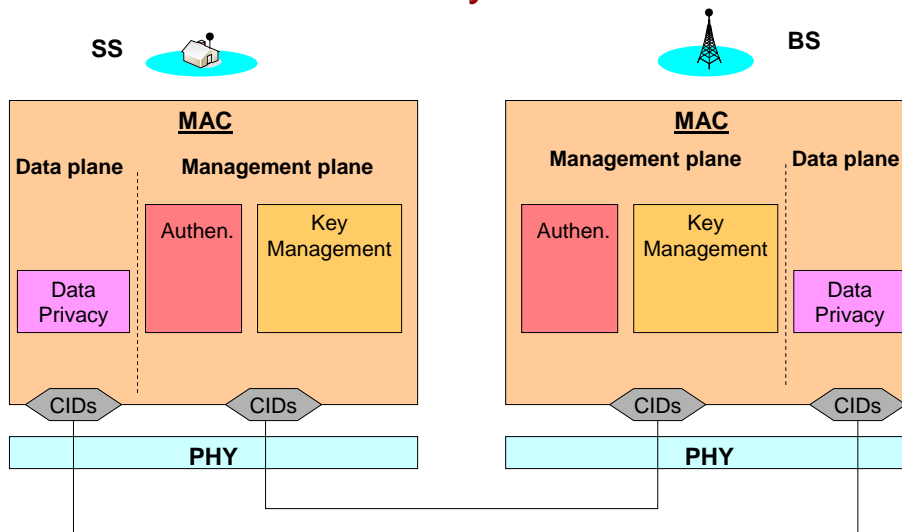 SS
BS
MAC
Data plane
Management plane
Authen.
Key
Management
Data
Privacy
CIDs
CIDs
PHY
MAC
Management plane
Data plane
Authen.
Key
Management
Data
Privacy
CIDs
CIDs
PHY